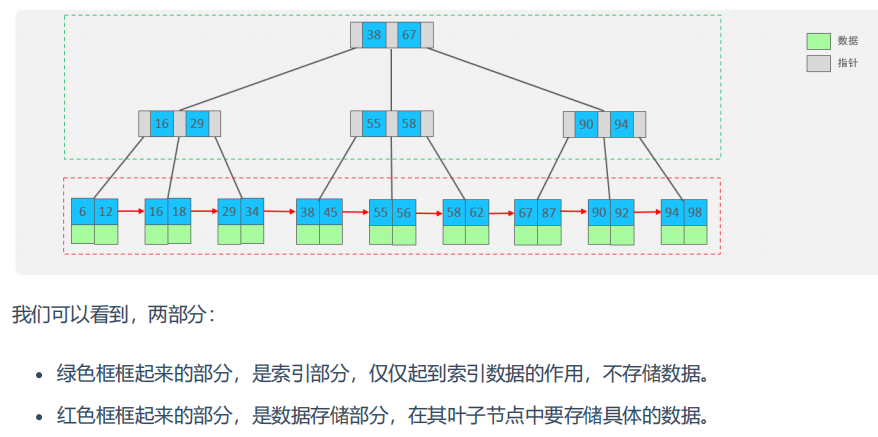 38 67
数据
指针
16 29
55 58
90 94
6 12 16 18 29 34 38 45 55 56 58 62 67 87 90 92 94 98
我们可以看到，两部分：
• 绿色框框起来的部分，是索引部分，仅仅起到索引数据的作用，不存储数据。
• 红色框框起来的部分，是数据存储部分，在其叶子节点中要存储具体的数据。